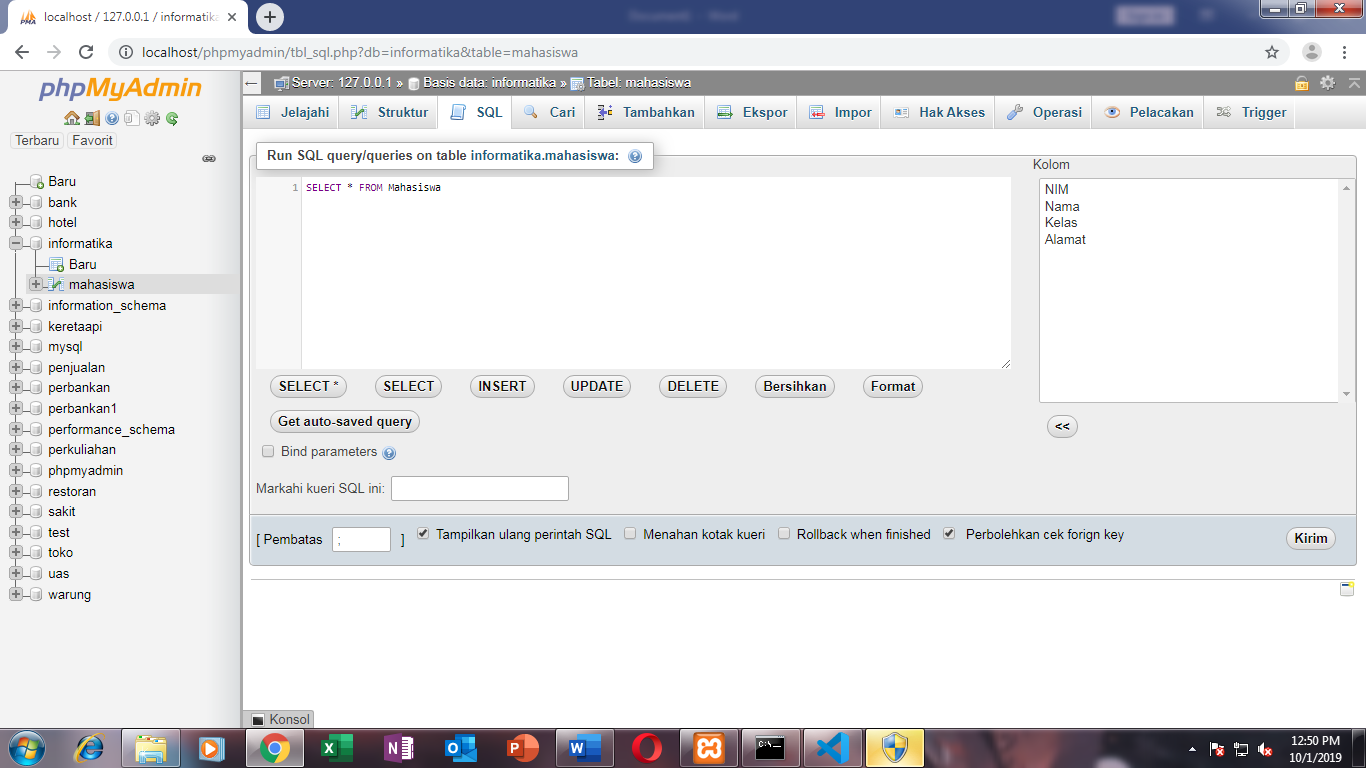 localhost / 127.0.0.1 / informatika
localhost/phpmyadmin/tbl_sql.php?db=informatika&table=mahasiswa
phpMyAdmin
Terbaru Favorit
Baru
bank
hotel
informatika
Baru
mahasiswa
information_schema
keretaapi
mysql
penjualan
perbankan
perbankan1
performance_schema
perkuliahan
phpmyadmin
restoran
sakit
test
toko
uas
warung
Server: 127.0.0.1 » Basis data: informatika » Tabel: mahasiswa
Jelajahi Struktur SQL Cari Tambahkan Ekspor Impor Hak Akses Operasi Pelacakan Trigger
Run SQL query/queries on table informatika.mahasiswa:
1 SELECT * FROM Mahasiswa
Kolom
NIM
Nama
Kelas
Alamat
<<
SELECT * SELECT INSERT UPDATE DELETE Bersihkan Format
Get auto-saved query
Bind parameters
Markahi kueri SQL ini:
[ Pembatas ; ] Tampilkan ulang perintah SQL Menahan kotak kueri Rollback when finished Perbolehkan cek forign key Kirim
Konsol
12:50 PM
10/1/2019